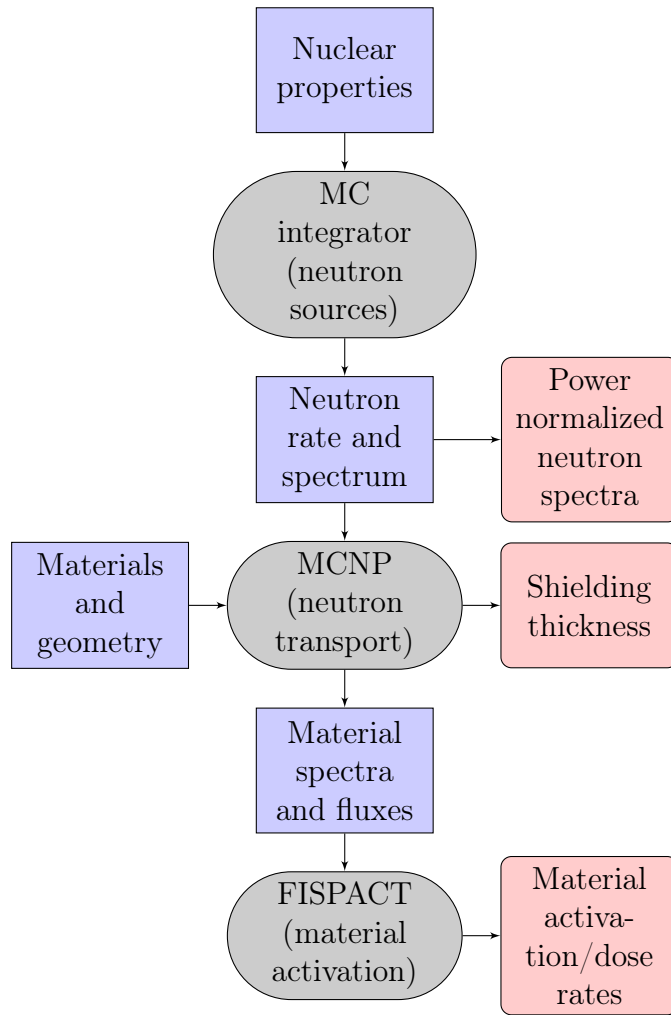 Nuclear
properties
MC
integrator
(neutron
sources)
Neutron
rate and
spectrum
Power
normalized
neutron
spectra
Materials
and
geometry
MCNP
(neutron
transport)
Shielding
thickness
Material
spectra
and fluxes
FISPACT
(material
activation)
Material
activa-
tion/dose
rates